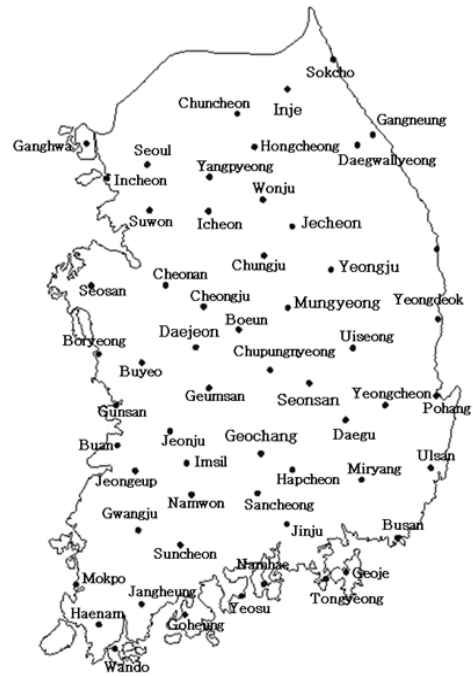 Sokcho
Chuncheon
Inje
Gangneung
Ganghwa
Seoul
Hongcheong
Daegwallyeong
Incheon
Yangpyeong
Wonju
Suwon
Icheon
Jecheon
Chungju
Yeongju
Seosan
Cheonan
Cheongju
Mungyeong
Yeongdeok
Boryeong
Daejeon
Boeun
Uiseong
Buyeo
Chupungnyeong
Geumsan
Seonsan
Yeongcheon
Pohang
Gunsan
Daegu
Buan
Jeonju
Geochang
Imsil
Hapcheon
Miryang
Ulsan
Jeongeup
Namwon
Sancheong
Gwangju
Jinju
Busan
Suncheon
Namhae
Geoje
Mokpo
Jangheung
Yeosu
Tongyeong
Haenam
Goheung
Wando